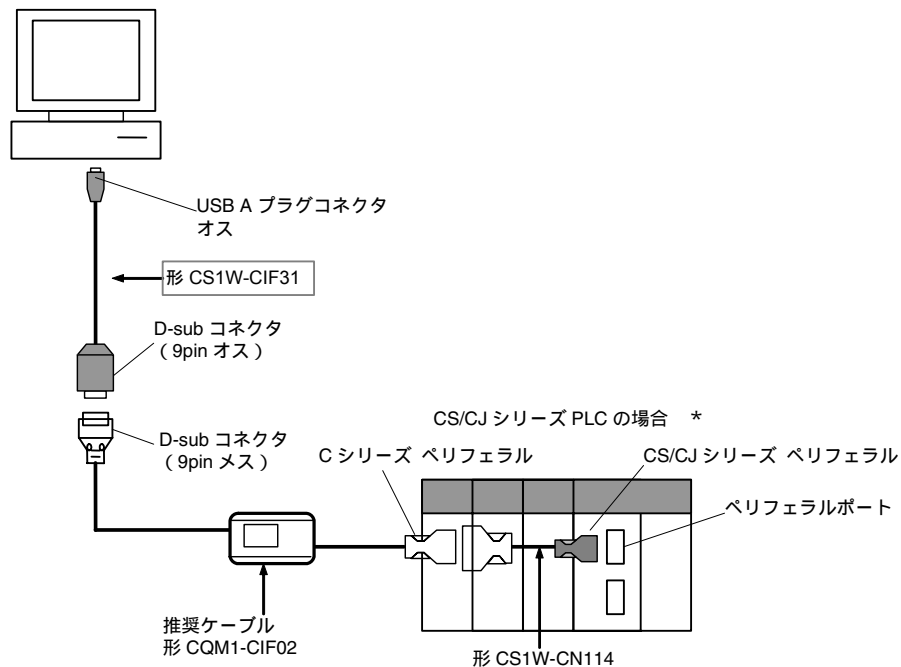 USB A プラグコネクタ
オス
形 CS1W-CIF31
D-sub コネクタ
（9pin オス）
CS/CJ シリーズ PLC の場合　*
D-sub コネクタ
（9pin メス）
C シリーズ ペリフェラル
CS/CJ シリーズ ペリフェラル
ペリフェラルポート
推奨ケーブル
形 CQM1-CIF02
形 CS1W-CN114